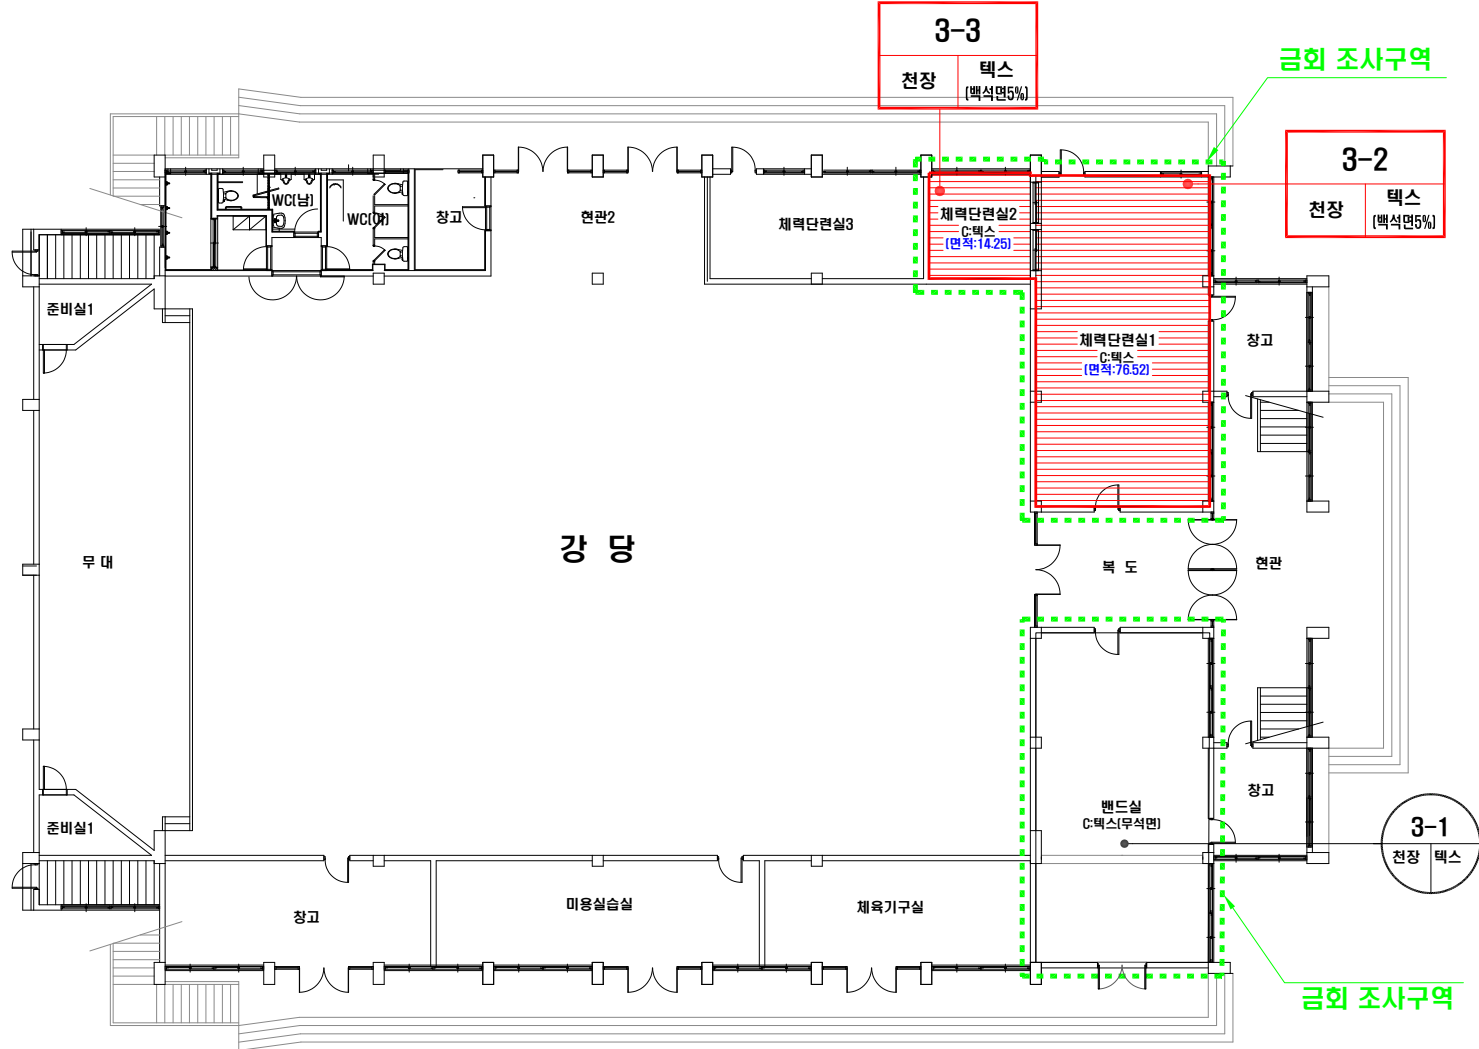 3-3
천장
텍스
(백석면5%)
금회 조사구역
3-2
천장
텍스
(백석면5%)
WC(남)
WC(여)
창고
현관2
체력단련실3
체력단련실2
C:텍스
(면적:14.25)
준비실1
체력단련실1
C:텍스
(면적:76.52)
창고
강 당
무 대
복 도
현관
밴드실
C:텍스(무석면)
창고
3-1
천장
텍스
준비실1
창고
미용실습실
체육기구실
금회 조사구역